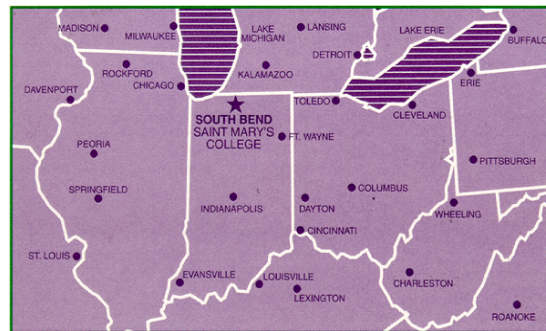 MADISON
MILWAUKEE
LAKE
MICHIGAN
LANSING
LAKE ERIE
BUFFALO
DETROIT
ROCKFORD
KALAMAZOO
ERIE
CHICAGO
DAVENPORT
TOLEDO
CLEVELAND
SOUTH BEND
SAINT MARY'S
COLLEGE
FT. WAYNE
PEORIA
PITTSBURGH
SPRINGFIELD
INDIANAPOLIS
DAYTON
COLUMBUS
WHEELING
CINCINNATI
ST. LOUIS
EVANSVILLE
LOUISVILLE
LEXINGTON
CHARLESTON
ROANOKE